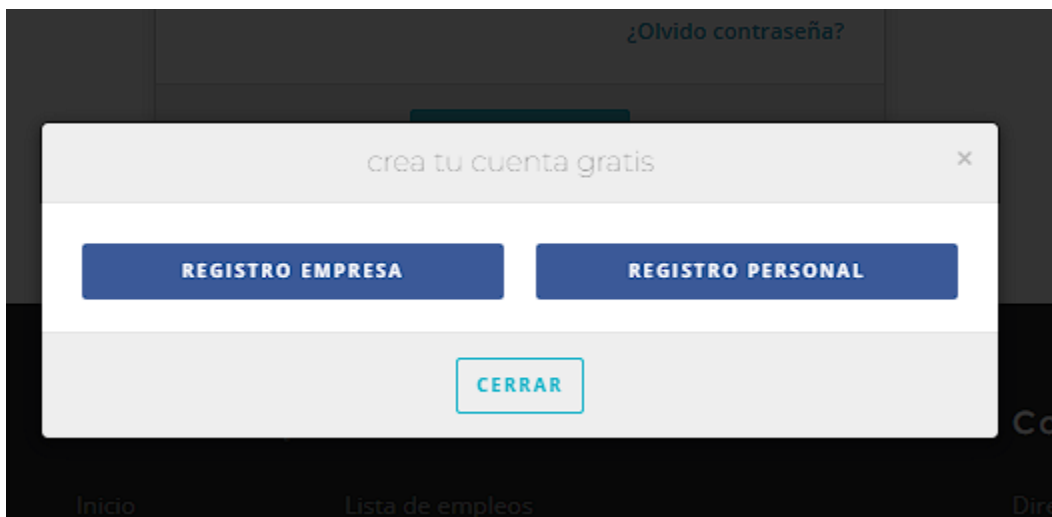 ¿Olvido contraseña?
crea tu cuenta gratis ×
REGISTRO EMPRESA REGISTRO PERSONAL
CERRAR
Inicio Lista de empleos